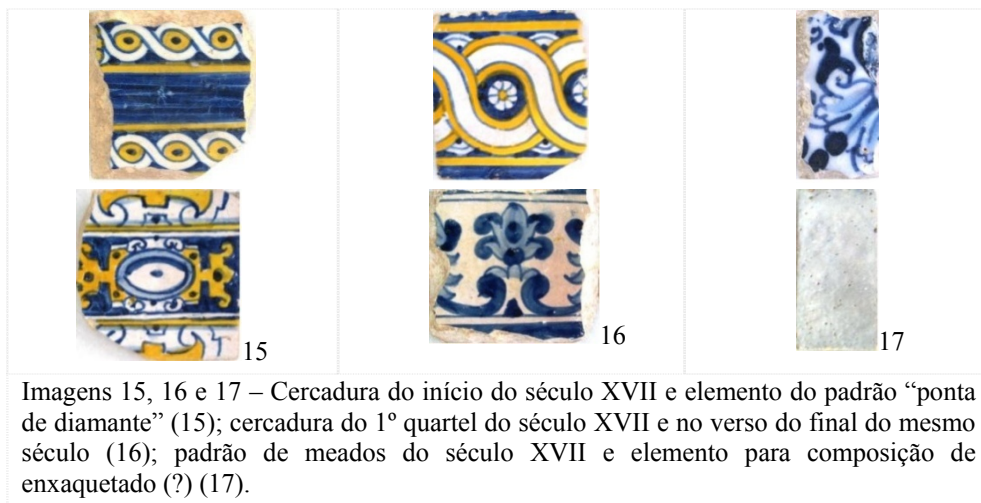 15
16
17
Imagens 15, 16 e 17 – Cercadura do início do século XVII e elemento do padrão “ponta
de diamante” (15); cercadura do 1º quartel do século XVII e no verso do final do mesmo
século (16); padrão de meados do século XVII e elemento para composição de
enxaquetado (?) (17).